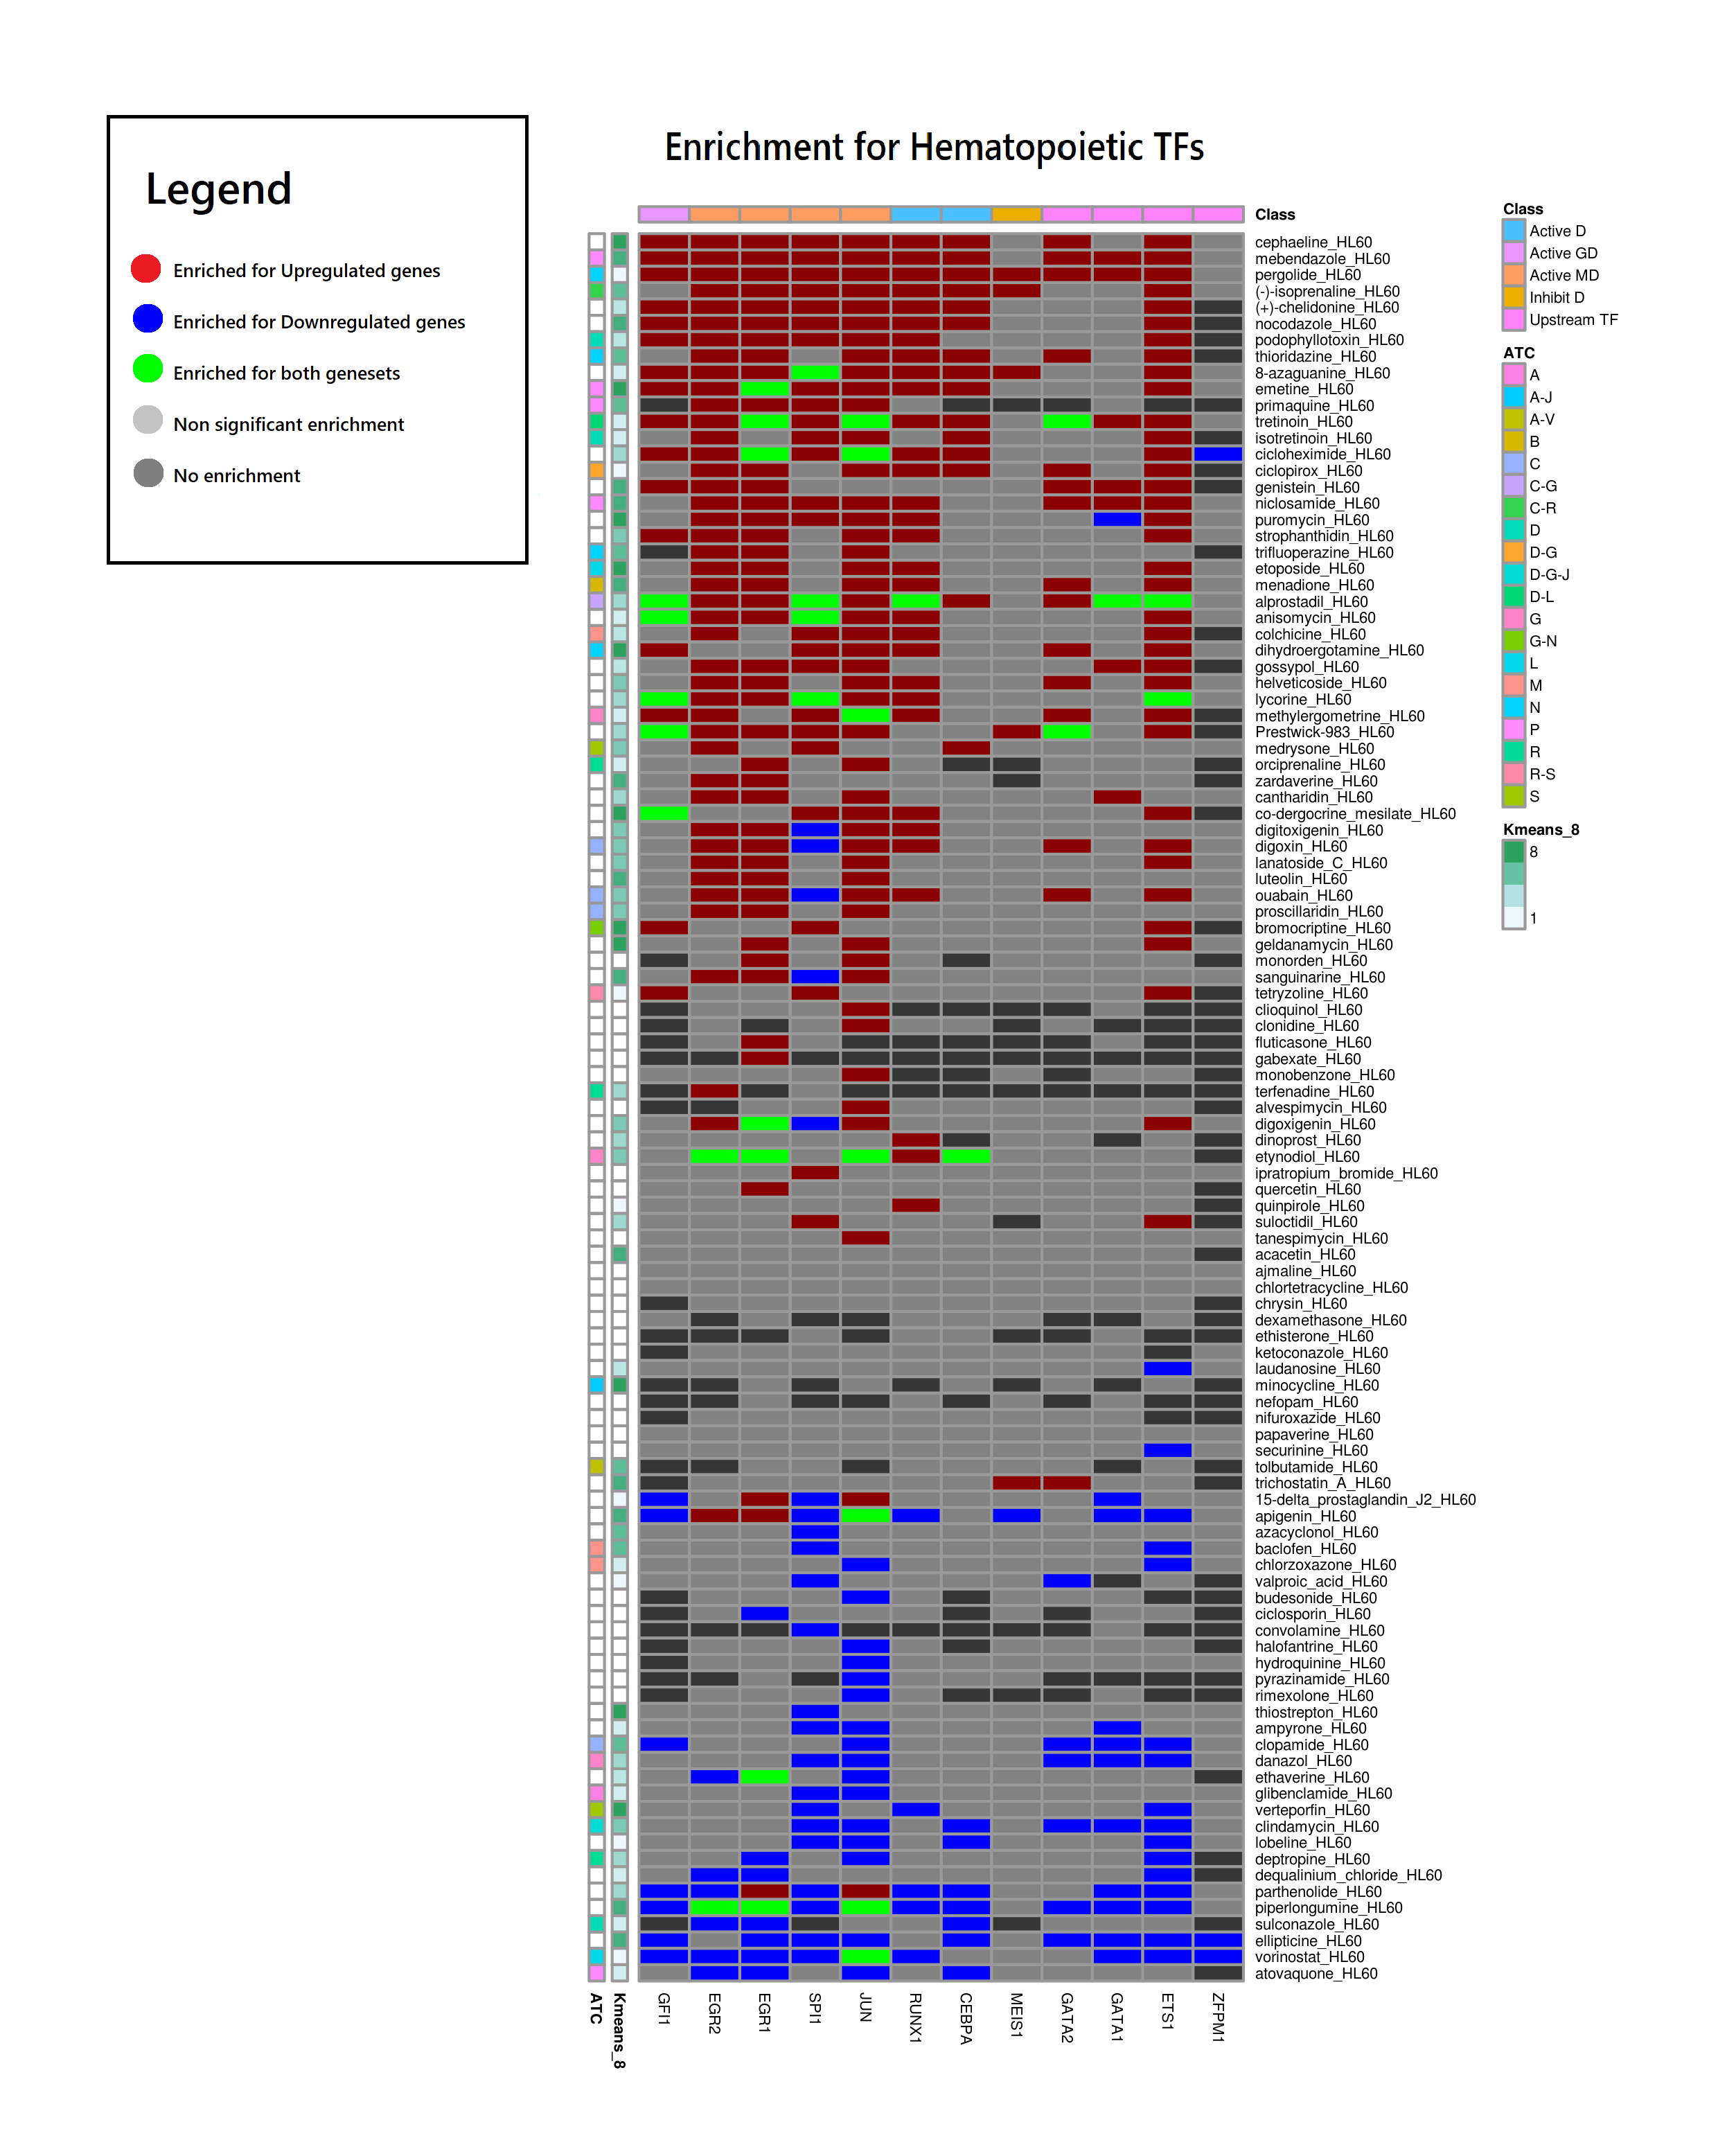 Legend
Enriched for Upregulated genes
Enriched for Downregulated genes
Enriched for both genesets
Non significant enrichment
No enrichment
Enrichment for Hematopoietic TFs
Class
cephaeline_HL60
mebendazole_HL60
pergolide_HL60
(-)-isoprenaline_HL60
(+)-chelidonine_HL60
nocodazole_HL60
podophyllotoxin_HL60
thioridazine_HL60
8-azaguanine_HL60
emetine_HL60
primaquine_HL60
tretinoin_HL60
isotretinoin_HL60
cicloheximide_HL60
ciclopirox_HL60
genistein_HL60
niclosamide_HL60
puromycin_HL60
strophanthidin_HL60
trifluoperazine_HL60
etoposide_HL60
menadione_HL60
alprostadil_HL60
anisomycin_HL60
colchicine_HL60
dihydroergotamine_HL60
gossypol_HL60
helveticoside_HL60
lycorine_HL60
methylergometrine_HL60
Prestwick-983_HL60
medrysone_HL60
orciprenaline_HL60
zardaverine_HL60
cantharidin_HL60
co-dergocrine_mesilate_HL60
digitoxigenin_HL60
digoxin_HL60
lanatoside_C_HL60
luteolin_HL60
ouabain_HL60
proscillaridin_HL60
bromocriptine_HL60
geldanamycin_HL60
monorden_HL60
sanguinarine_HL60
tetryzoline_HL60
clioquinol_HL60
clonidine_HL60
fluticasone_HL60
gabexate_HL60
monobenzone_HL60
terfenadine_HL60
alvespimycin_HL60
digoxigenin_HL60
dinoprost_HL60
etynodiol_HL60
ipratropium_bromide_HL60
quercetin_HL60
quinpirole_HL60
suloctidil_HL60
tanespimycin_HL60
acacetin_HL60
ajmaline_HL60
chlortetracycline_HL60
chrysin_HL60
dexamethasone_HL60
ethisterone_HL60
ketoconazole_HL60
laudanosine_HL60
minocycline_HL60
nefopam_HL60
nifuroxazide_HL60
papaverine_HL60
securinine_HL60
tolbutamide_HL60
trichostatin_A_HL60
15-delta_prostaglandin_J2_HL60
apigenin_HL60
azacyclonol_HL60
baclofen_HL60
chlorzoxazone_HL60
valproic_acid_HL60
budesonide_HL60
ciclosporin_HL60
convolamine_HL60
halofantrine_HL60
hydroquinine_HL60
pyrazinamide_HL60
rimexolone_HL60
thiostrepton_HL60
ampyrone_HL60
clopamide_HL60
danazol_HL60
ethaverine_HL60
glibenclamide_HL60
verteporfin_HL60
clindamycin_HL60
lobeline_HL60
deptropine_HL60
dequalinium_chloride_HL60
parthenolide_HL60
piperlongumine_HL60
sulconazole_HL60
ellipticine_HL60
vorinostat_HL60
atovaquone_HL60
ATC
Kmeans_8
GFI1
EGR2
EGR1
SPI1
JUN
RUNX1
CEBPA
MEIS1
GATA2
GATA1
ETS1
ZFPM1
Class
Active D
Active GD
Active MD
Inhibit D
Upstream TF
ATC
A
A-J
A-V
B
C
C-G
C-R
D
D-G
D-G-J
D-L
G
G-N
L
M
N
P
R
R-S
S
Kmeans_8
8
1